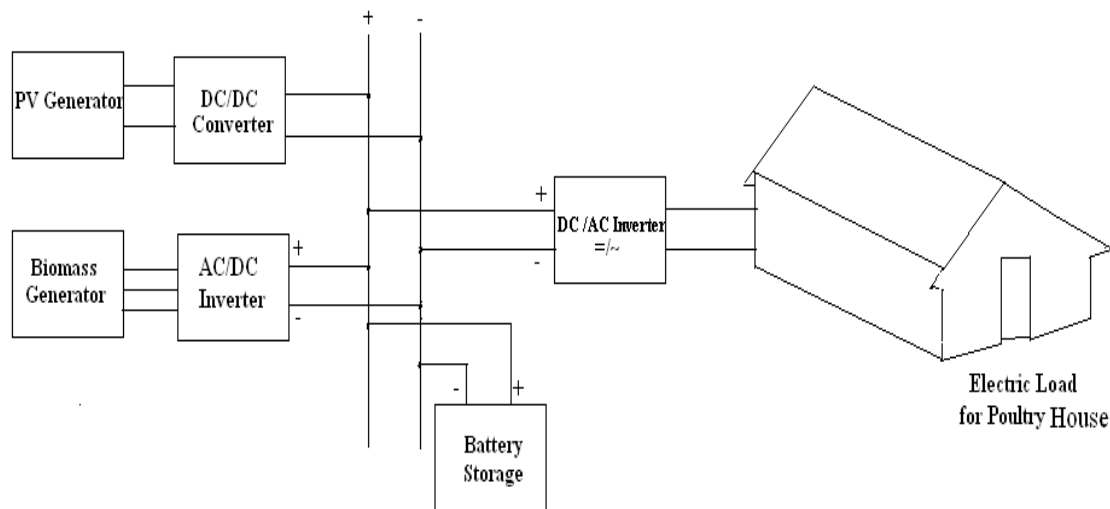 + -
PV Generator
DC/DC
Converter
+
DC /AC Inverter
=/~
-
Biomass
Generator
AC/DC
Inverter
+
-
- +
Battery
Storage
Electric Load
for Poultry House